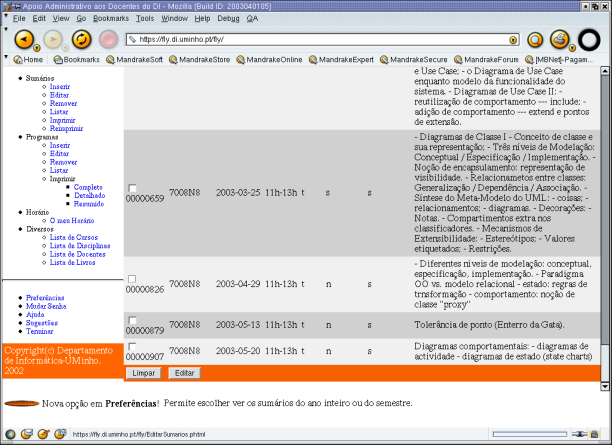 Apoio Administrativo aos Docentes do DI - Mozilla {Build ID: 2003040105}
File Edit View Go Bookmarks Tools Window Help Debug QA
https://fly.di.uminho.pt/fly/
Home Bookmarks MandrakeSoft MandrakeStore MandrakeOnline MandrakeExpert MandrakeSecure MandrakeForum [MBNet]-Pagam...
Sumários
Inserir
Editar
Remover
Listar
Imprimir
Reimprimir
Programas
Inserir
Editar
Remover
Listar
Imprimir
Completo
Detalhado
Resumido
Horário
O meu Horário
Diversos
Lista de Cursos
Lista de Disciplinas
Lista de Docentes
Lista de Livros
Preferências
Mudar Senha
Ajuda
Sugestões
Terminar
Copyright(c) Departamento
de Informática-UMinho,
2002
e Use Case; - o Diagrama de Use Case
enquanto modelo da funcionalidade do
sistema. - Diagramas de Use Case II: -
reutilização de comportamento --- include; -
adição de comportamento --- extend e pontos
de extensão.
00000659 7008N8 2003-03-25 11h-13h t s s
- Diagramas de Classe I - Conceito de classe e
sua representação; - Três níveis de Modelação:
Conceptual / Especificação / Implementação. -
Noção de encapsulamento: representação de
visibilidade. - Relacionametos entre classes:
Generalização / Dependência / Associação. -
Síntese do Meta-Modelo do UML: - coisas; -
relacionamentos; - diagramas. - Decorações: -
Notas. - Compartimentos extra nos
classificadores. - Mecanismos de
Extensibilidade: - Estereótipos; - Valores
etiquetados; - Restrições.
00000826 7008N8 2003-04-29 11h-13h t n s
- Diferentes níveis de modelação: conceptual,
especificação, implementação. - Paradigma
OO vs. modelo relacional - estado: regras de
trnsformação - comportamento: noção de
classe "proxy"
00000879 7008N8 2003-05-13 11h-13h t n s Tolerância de ponto (Enterro da Gata).
00000907 7008N8 2003-05-20 11h-13h t n s
Diagramas comportamentais: - diagramas de
actividade - diagramas de estado (state charts)
Limpar Editar
Nova opção em Preferências! Permite escolher ver os sumários do ano inteiro ou do semestre.
https://fly.di.uminho.pt/EditarSumarios.phtml